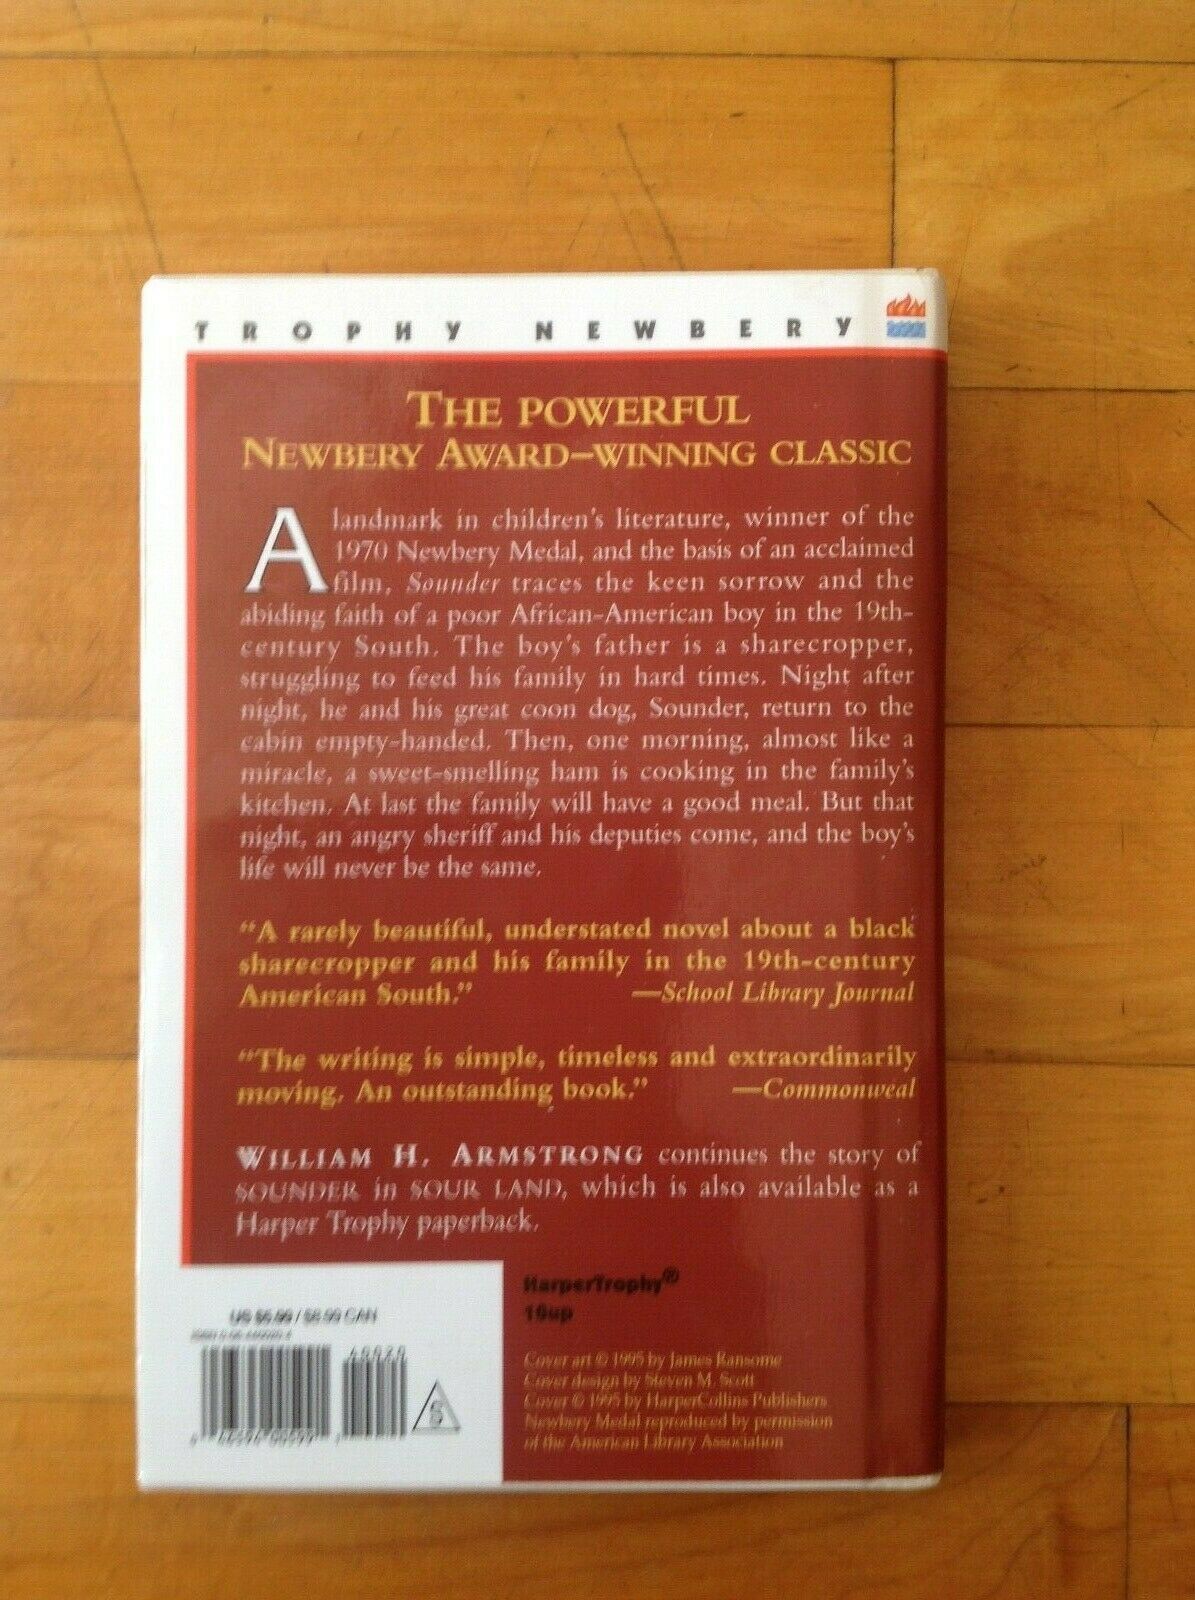 TROPHY NEWBERY
THE POWERFUL
NEWBERY AWARD–WINNING CLASSIC
A landmark in children's literature, winner of the
1970 Newbery Medal, and the basis of an acclaimed
film, Sounder traces the keen sorrow and the
abiding faith of a poor African-American boy in the 19th-
century South. The boy's father is a sharecropper,
struggling to feed his family in hard times. Night after
night, he and his great coon dog, Sounder, return to the
cabin empty-handed. Then, one morning, almost like a
miracle, a sweet-smelling ham is cooking in the family's
kitchen. At last the family will have a good meal. But that
night, an angry sheriff and his deputies come, and the boy's
life will never be the same.
"A rarely beautiful, understated novel about a black
sharecropper and his family in the 19th-century
American South." —School Library Journal
"The writing is simple, timeless and extraordinarily
moving. An outstanding book." —Commonweal
WILLIAM H. ARMSTRONG continues the story of
SOUNDER in SOUR LAND, which is also available as a
Harper Trophy paperback.
HarperTrophy®
10up
US $5.99 / $8.99 CAN
Cover art © 1995 by James Ransome
Cover design by Steven M. Scott
Cover © 1995 by HarperCollins Publishers
Newbery Medal reproduced by permission
of the American Library Association
S